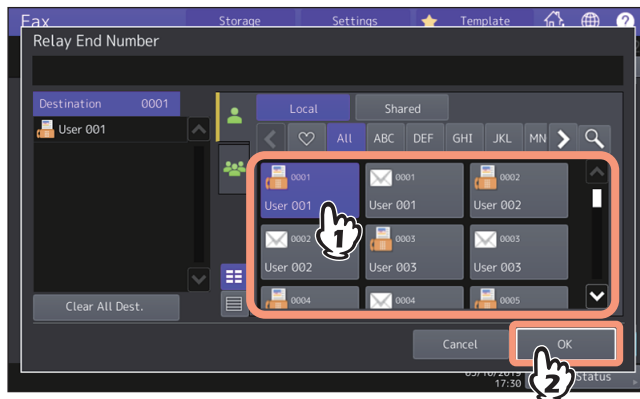 Fax Storage Settings Template
Relay End Number
Destination 0001
User 001
Local Shared
All ABC DEF GHI JKL MN
0001 User 001
0001 User 001
0002 User 002
0002 User 002
0003 User 003
0003 User 003
0004
0004
0005
Clear All Dest.
Cancel OK
1
2
17:30 Status